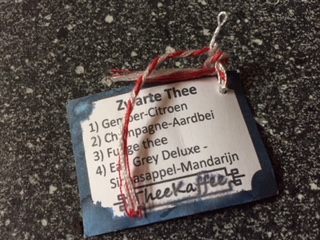 Zwarte Thee
1) Gember-Citroen
2) Champagne-Aardbei
3) Fudge thee
4) Earl Grey Deluxe -
Sinaasappel-Mandarijn
TheeKaffee